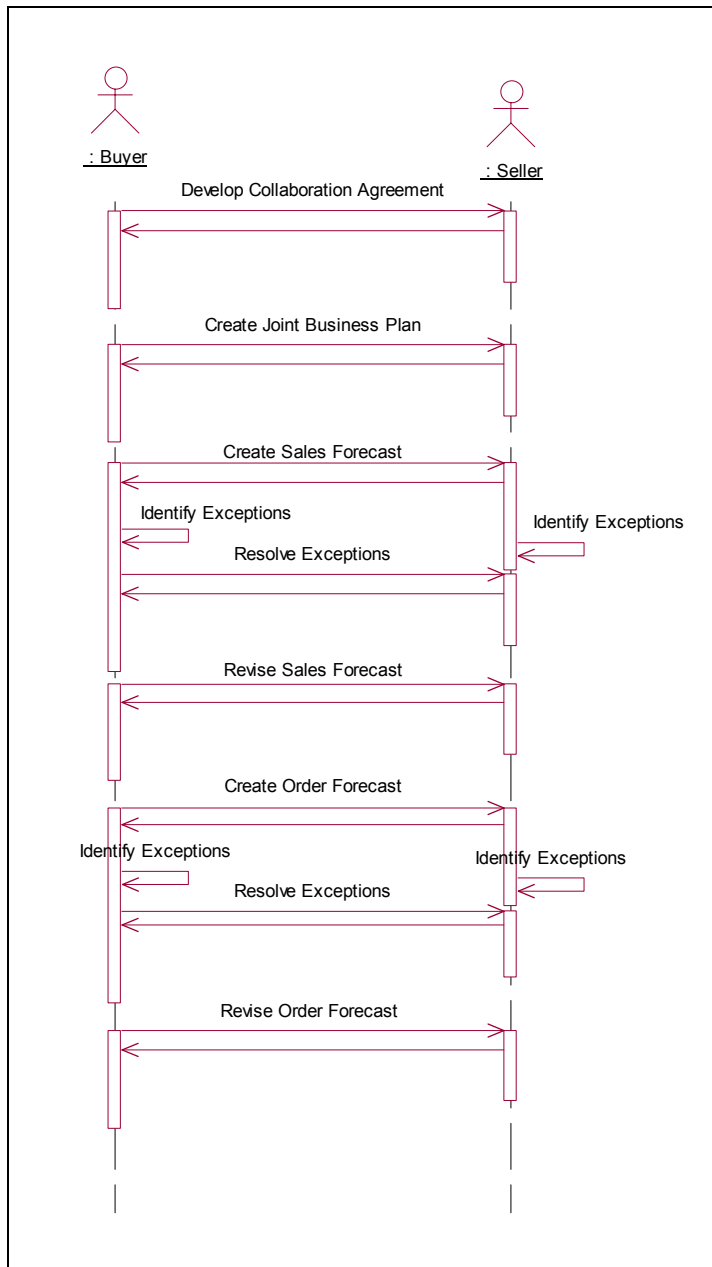 : Buyer
: Seller
Develop Collaboration Agreement
Create Joint Business Plan
Create Sales Forecast
Identify Exceptions
Identify Exceptions
Resolve Exceptions
Revise Sales Forecast
Create Order Forecast
Identify Exceptions
Identify Exceptions
Resolve Exceptions
Revise Order Forecast